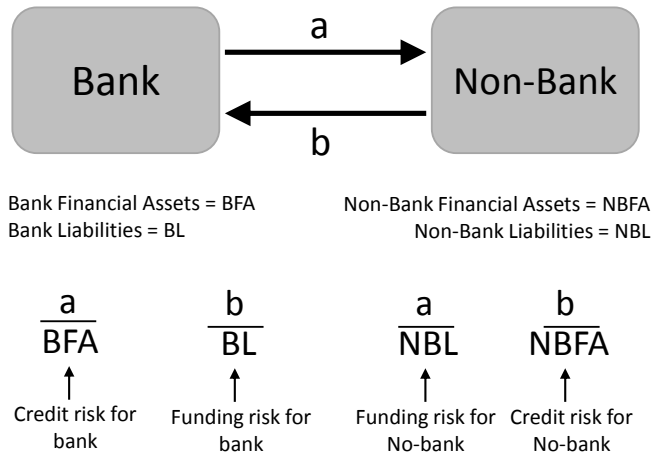 a
Bank
Non-Bank
b
Bank Financial Assets = BFA
Bank Liabilities = BL
Non-Bank Financial Assets = NBFA
Non-Bank Liabilities = NBL
a
BFA
Credit risk for
bank
b
BL
Funding risk for
bank
a
NBL
Funding risk for
No-bank
b
NBFA
Credit risk for
No-bank